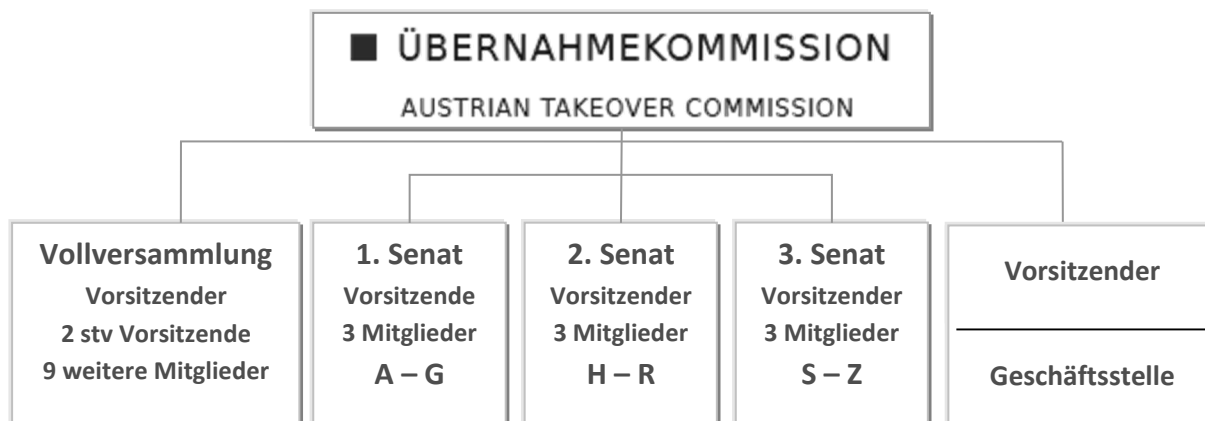 ■ ÜBERNAHMEKOMMISSION
AUSTRIAN TAKEOVER COMMISSION
Vollversammlung
Vorsitzender
2 stv Vorsitzende
9 weitere Mitglieder
1. Senat
Vorsitzende
3 Mitglieder
A – G
2. Senat
Vorsitzender
3 Mitglieder
H – R
3. Senat
Vorsitzender
3 Mitglieder
S – Z
Vorsitzender
Geschäftsstelle